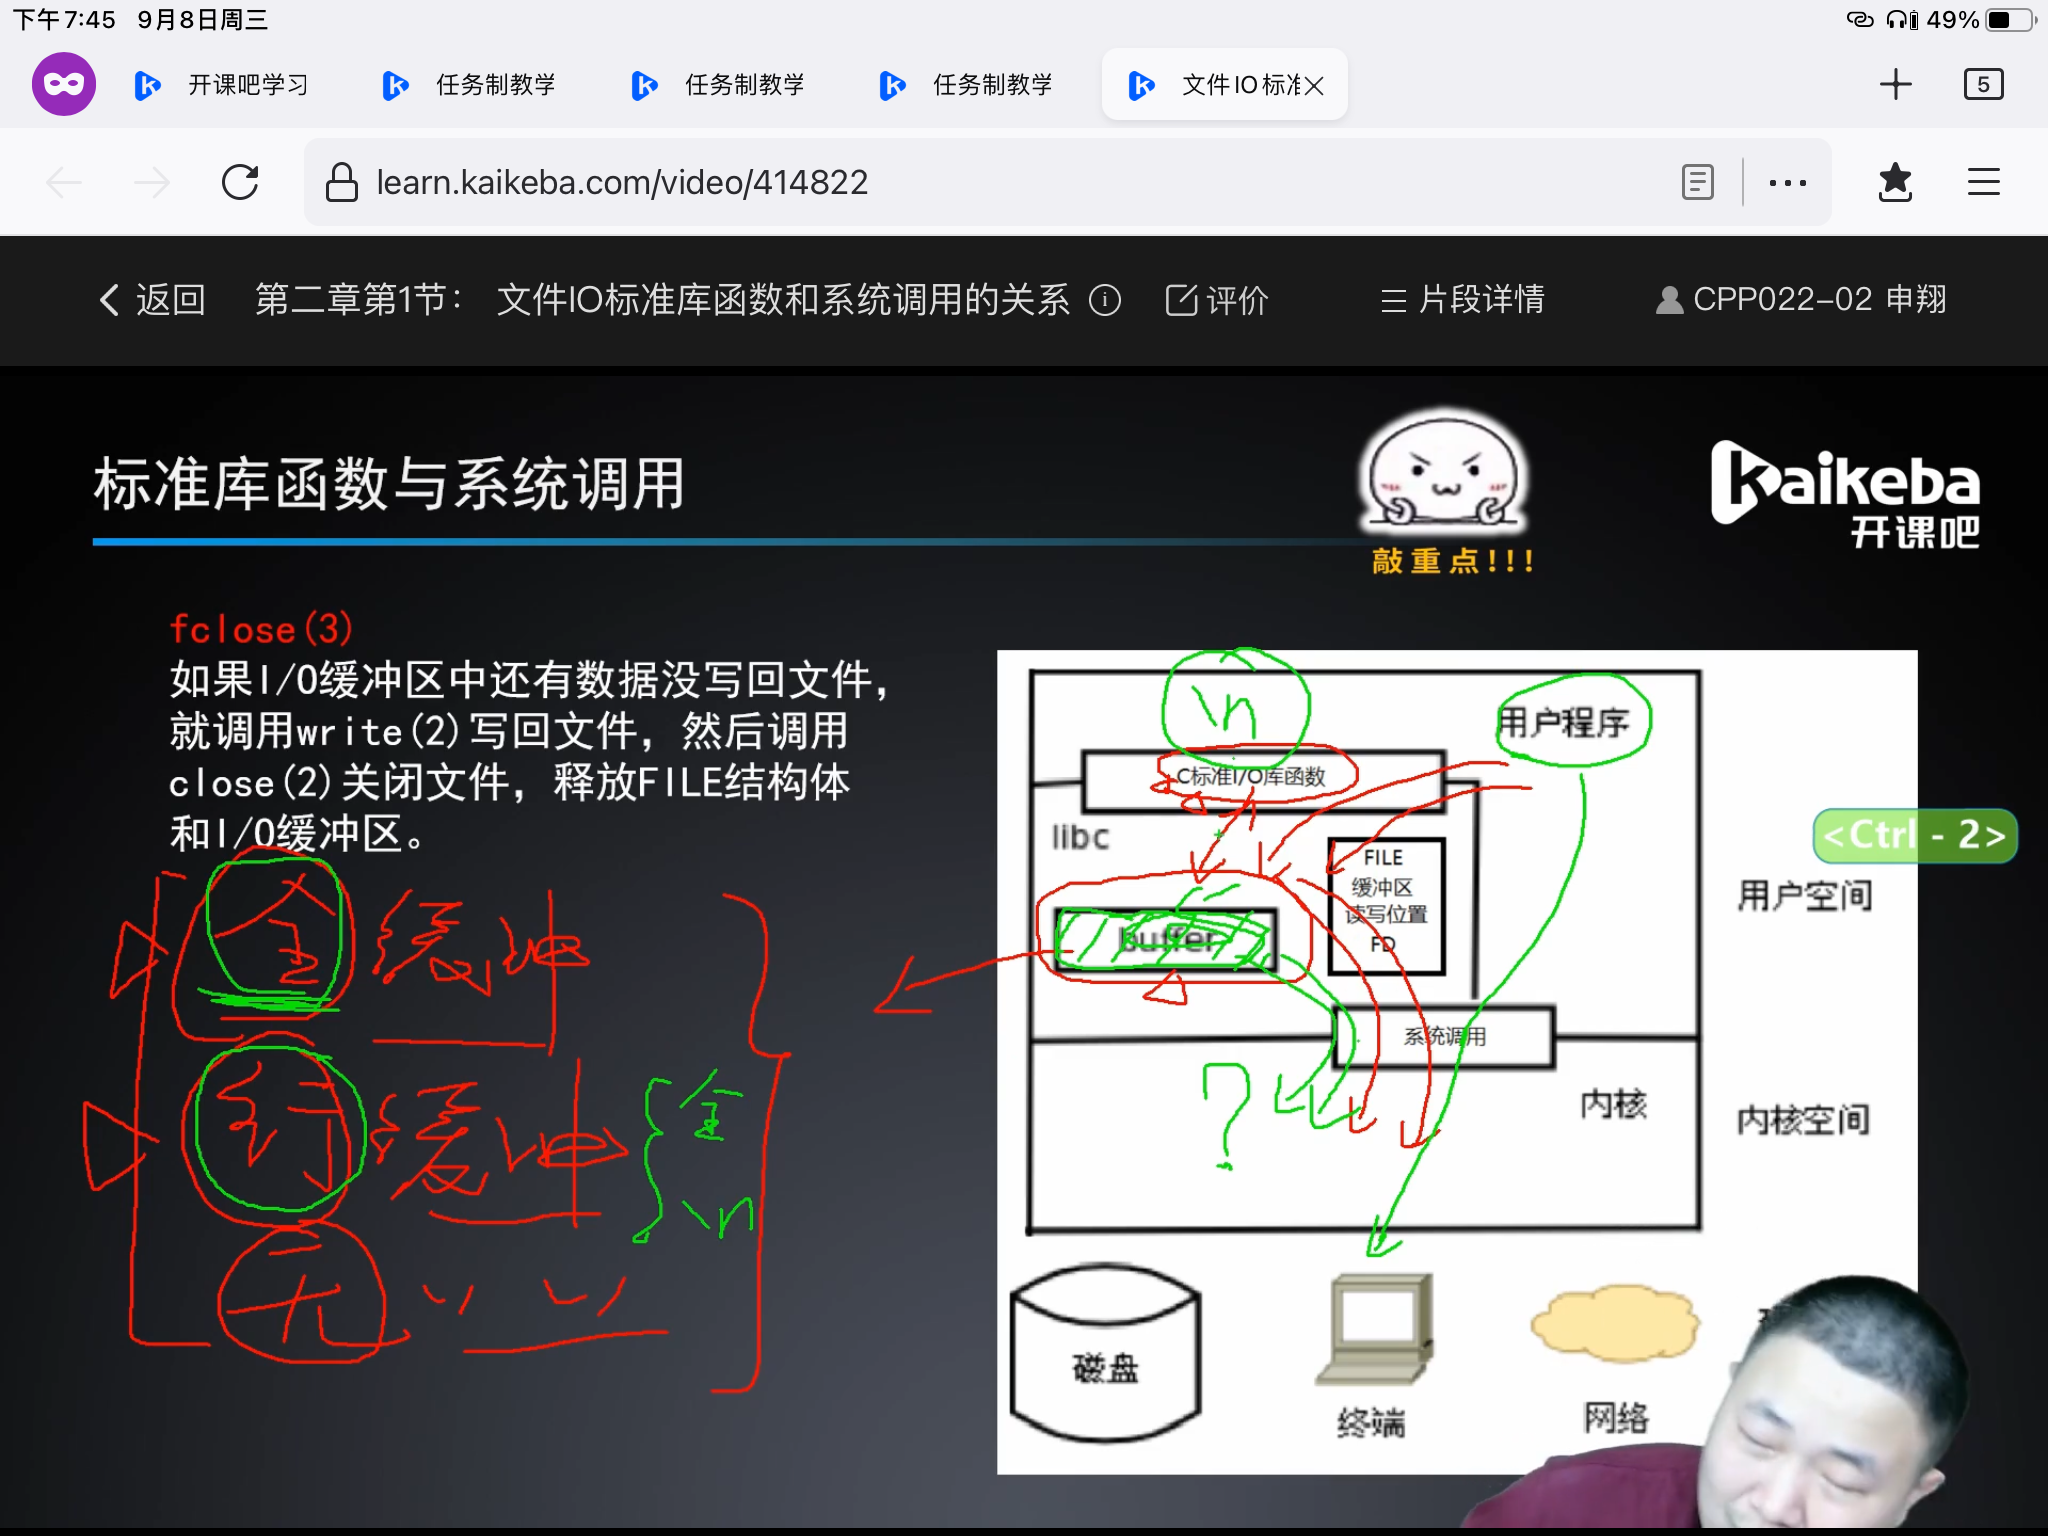 下午7:45 9月8日周三 49%
开课吧学习 任务制教学 任务制教学 任务制教学 文件IO标准 5
learn.kaikeba.com/video/414822
返回 第二章第1节： 文件IO标准库函数和系统调用的关系 评价 片段详情 CPP022-02 申翔
标准库函数与系统调用
敲重点!!!
kaikeba
开课吧
fclose(3)
如果I/O缓冲区中还有数据没写回文件，
就调用write(2)写回文件，然后调用
close(2)关闭文件，释放FILE结构体
和I/O缓冲区。
全缓冲
行缓冲 { 全
\n
无 〃 〃
\n
用户程序
C标准I/O库函数
libc
FILE
缓冲区
读写位置
FD
buffer
系统调用
?
内核
用户空间
内核空间
磁盘
终端
网络
<Ctrl - 2>